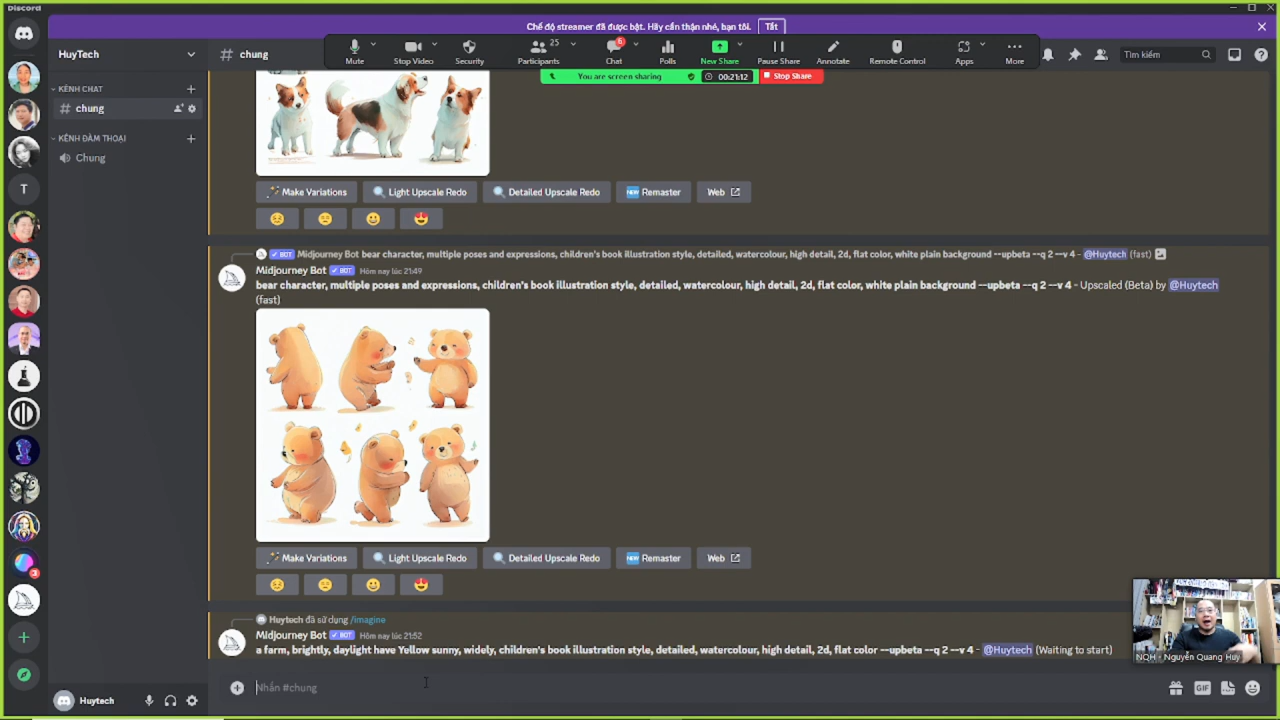 Discord
Chế độ streamer đã được bật. Hãy cẩn thận nhé, bạn tôi. Tắt
HuyTech
# chung
Mute
Stop Video
Security
25
Participants
6
Chat
Polls
New Share
Pause Share
Annotate
Remote Control
Apps
More
Tìm kiếm
You are screen sharing
00:21:12
Stop Share
KÊNH CHAT
# chung
KÊNH ĐÀM THOẠI
Chung
T
Make Variations
Light Upscale Redo
Detailed Upscale Redo
NEW Remaster
Web
BOT Midjourney Bot bear character, multiple poses and expressions, children's book illustration style, detailed, watercolour, high detail, 2d, flat color, white plain background --upbeta --q 2 --v 4 - @Huytech (fast)
Midjourney Bot BOT Hôm nay lúc 21:49
bear character, multiple poses and expressions, children's book illustration style, detailed, watercolour, high detail, 2d, flat color, white plain background --upbeta --q 2 --v 4 - Upscaled (Beta) by @Huytech
(fast)
Make Variations
Light Upscale Redo
Detailed Upscale Redo
NEW Remaster
Web
3
Huytech đã sử dụng /imagine
Midjourney Bot BOT Hôm nay lúc 21:52
a farm, brightly, daylight have Yellow sunny, widely, children's book illustration style, detailed, watercolour, high detail, 2d, flat color --upbeta --q 2 --v 4 - @Huytech (Waiting to start)
NQH - Nguyễn Quang Huy
Huytech
Nhắn #chung
GIF